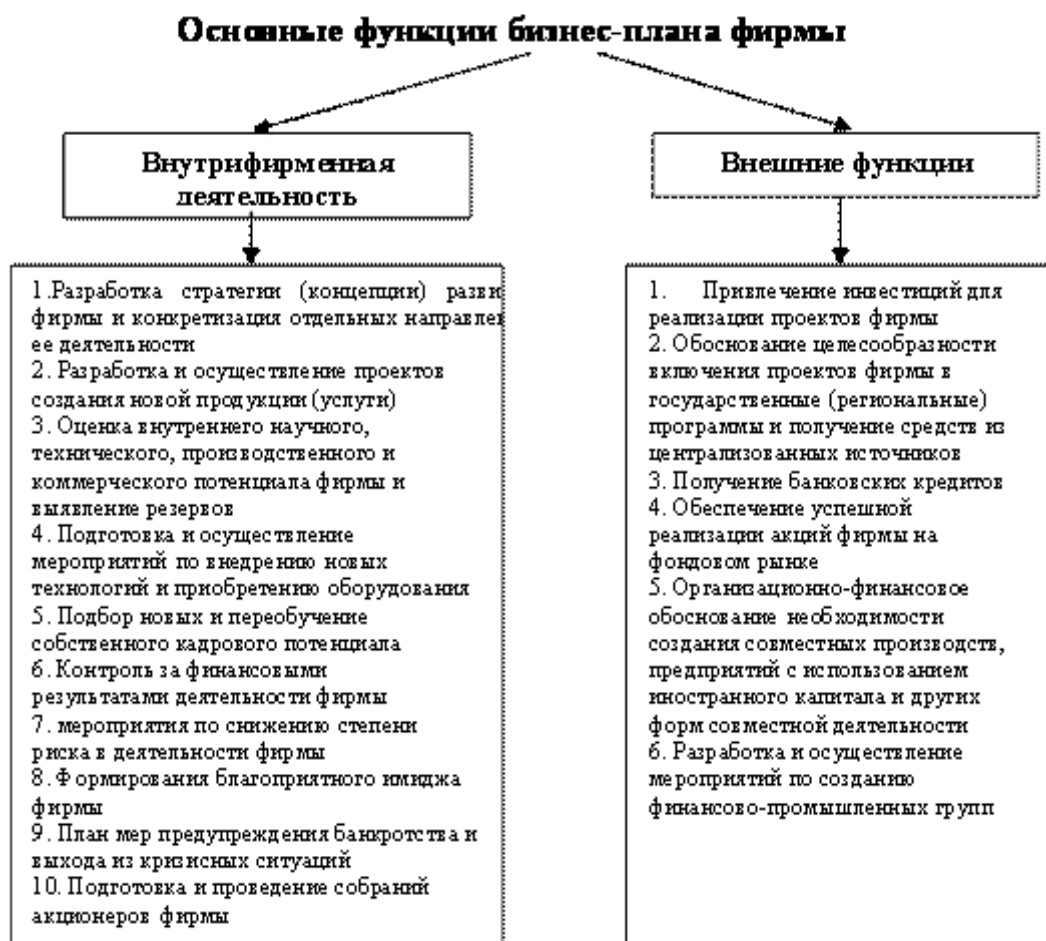 Основные функции бизнес-плана фирмы
Внутрифирменная
деятельность
1.Разработка стратегии (концепции) разви
фирмы и конкретизация отдельных направлен
ее деятельности
2. Разработка и осуществление проектов
создания новой продукции (услуги)
3. Оценка внутреннего научного,
технического, производственного и
коммерческого потенциала фирмы и
выявление резервов
4. Подготовка и осуществление
мероприятий по внедрению новых
технологий и приобретению оборудования
5. Подбор новых и переобучение
собственного кадрового потенциала
6. Контроль за финансовыми
результатами деятельности фирмы
7. мероприятия по снижению степени
риска в деятельности фирмы
8. Формирования благоприятного имиджа
фирмы
9. План мер предупреждения банкротства и
выхода из кризисных ситуаций
10. Подготовка и проведение собраний
акционеров фирмы
Внешние функции
1. Привлечение инвестиций для
реализации проектов фирмы
2. Обоснование целесообразности
включения проектов фирмы в
государственные (региональные)
программы и получение средств из
централизованных источников
3. Получение банковских кредитов
4. Обеспечение успешной
реализации акций фирмы на
фондовом рынке
5. Организационно-финансовое
обоснование необходимости
создания совместных производств,
предприятий с использованием
иностранного капитала и других
форм совместной деятельности
6. Разработка и осуществление
мероприятий по созданию
финансово-промышленных групп